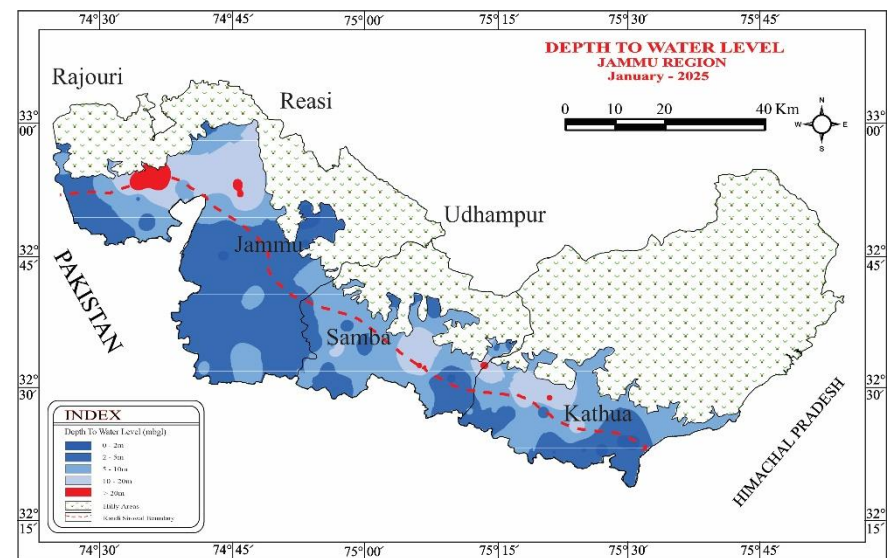 74°30′ 74°45′ 75°00′ 75°15′ 75°30′ 75°45′
DEPTH TO WATER LEVEL
JAMMU REGION
January - 2025
0 10 20 40 Km
N
W E
S
Rajouri
Reasi
33°
00′
33°
00′
Udhampur
32°
45′
32°
45′
Jammu
PAKISTAN
Samba
32°
30′
32°
30′
Kathua
HIMACHAL PRADESH
INDEX
Depth To Water Level (mbgl)
0 - 2m
2 - 5m
5 - 10m
10 - 20m
> 20m
Hilly Areas
Kandi Sirowal Boundary
32°
15′
32°
15′
74°30′ 74°45′ 75°00′ 75°15′ 75°30′ 75°45′